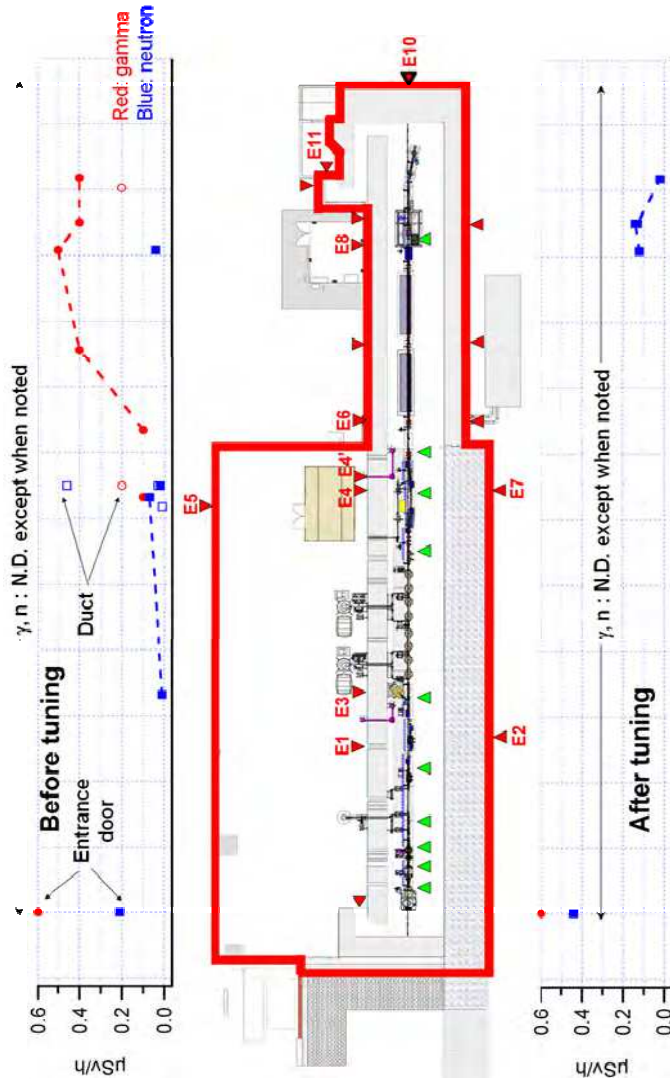 γ, n : N.D. except when noted
Before tuning
Entrance
door
Duct
Red: gamma
Blue: neutron
µSv/h
0.6
0.4
0.2
0.0
E5
E1
E3
E4
E4'
E6
E8
E11
E10
E2
E7
After tuning
γ, n : N.D. except when noted
µSv/h
0.6
0.4
0.2
0.0